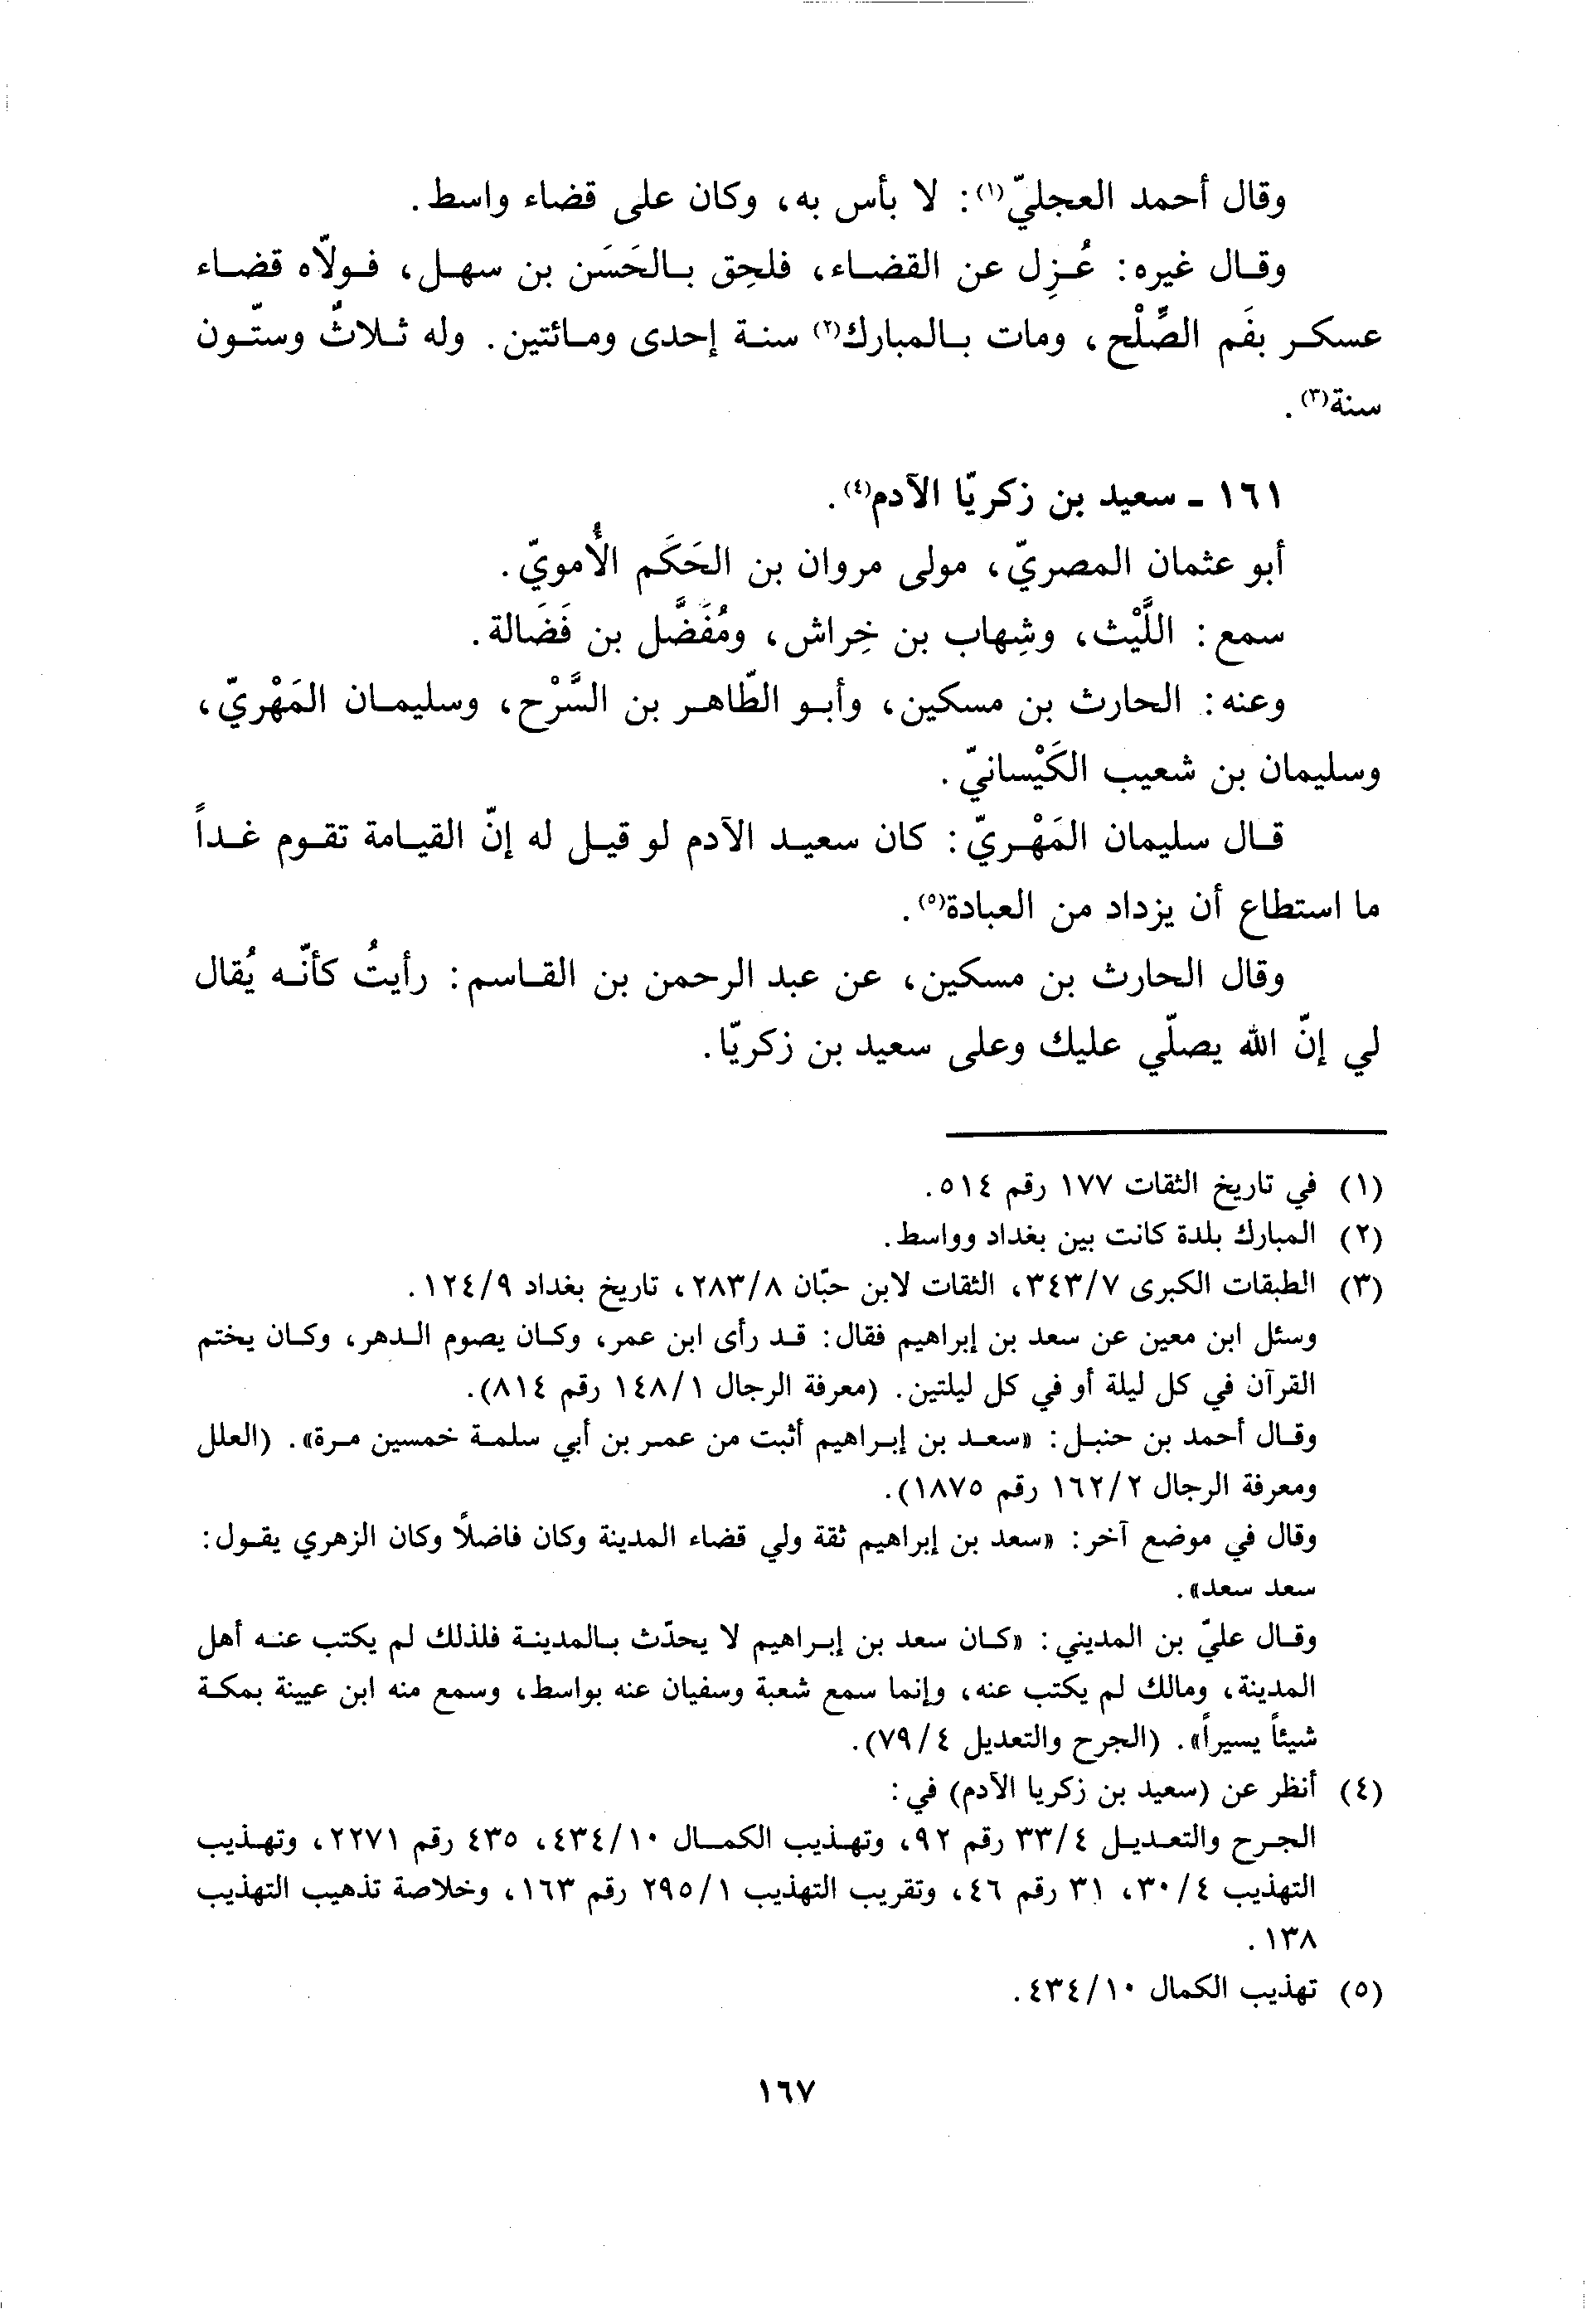 وقال أحمد العجليّ(١): لا بأس به، وكان على قضاء واسط.
وقال غيره: عُزِل عن القضاء، فلحِق بالحَسَن بن سهل، فولّاه قضاء
عسكر بفَم الصِّلْح، ومات بالمبارك(٢) سنة إحدى ومائتين. وله ثلاثٌ وستّون
سنة(٣).
١٦١ - سعيد بن زكريّا الآدم(٤).
أبو عثمان المصريّ، مولى مروان بن الحَكَم الأُمويّ.
سمع: اللَّيْث، وشِهاب بن خِراش، ومُفَضَّل بن فَضَالة.
وعنه: الحارث بن مسكين، وأبو الطّاهر بن السَّرْح، وسليمان المَهْريّ،
وسليمان بن شعيب الكَيْسانيّ.
قال سليمان المَهْريّ: كان سعيد الآدم لو قيل له إنّ القيامة تقوم غداً
ما استطاع أن يزداد من العبادة(٥).
وقال الحارث بن مسكين، عن عبد الرحمن بن القاسم: رأيتُ كأنّه يُقال
لي إنّ الله يصلّي عليك وعلى سعيد بن زكريّا.
(١) في تاريخ الثقات ١٧٧ رقم ٥١٤.
(٢) المبارك بلدة كانت بين بغداد وواسط.
(٣) الطبقات الكبرى ٣٤٣/٧، الثقات لابن حبّان ٢٨٣/٨، تاريخ بغداد ١٢٤/٩.
وسئل ابن معين عن سعد بن إبراهيم فقال: قد رأى ابن عمر، وكان يصوم الدهر، وكان يختم
القرآن في كل ليلة أو في كل ليلتين. (معرفة الرجال ١٤٨/١ رقم ٨١٤).
وقال أحمد بن حنبل: «سعد بن إبراهيم أثبت من عمر بن أبي سلمة خمسين مرة». (العلل
ومعرفة الرجال ١٦٢/٢ رقم ١٨٧٥).
وقال في موضع آخر: «سعد بن إبراهيم ثقة ولي قضاء المدينة وكان فاضلاً وكان الزهري يقول:
سعد سعد».
وقال عليّ بن المديني: «كان سعد بن إبراهيم لا يحدّث بالمدينة فلذلك لم يكتب عنه أهل
المدينة، ومالك لم يكتب عنه، وإنما سمع شعبة وسفيان عنه بواسط، وسمع منه ابن عيينة بمكة
شيئاً يسيراً». (الجرح والتعديل ٧٩/٤).
(٤) أنظر عن (سعيد بن زكريا الآدم) في:
الجرح والتعديل ٣٣/٤ رقم ٩٢، وتهذيب الكمال ٤٣٤/١٠، ٤٣٥ رقم ٢٢٧١، وتهذيب
التهذيب ٣٠/٤، ٣١ رقم ٤٦، وتقريب التهذيب ٢٩٥/١ رقم ١٦٣، وخلاصة تذهيب التهذيب
١٣٨.
(٥) تهذيب الكمال ٤٣٤/١٠.
١٦٧